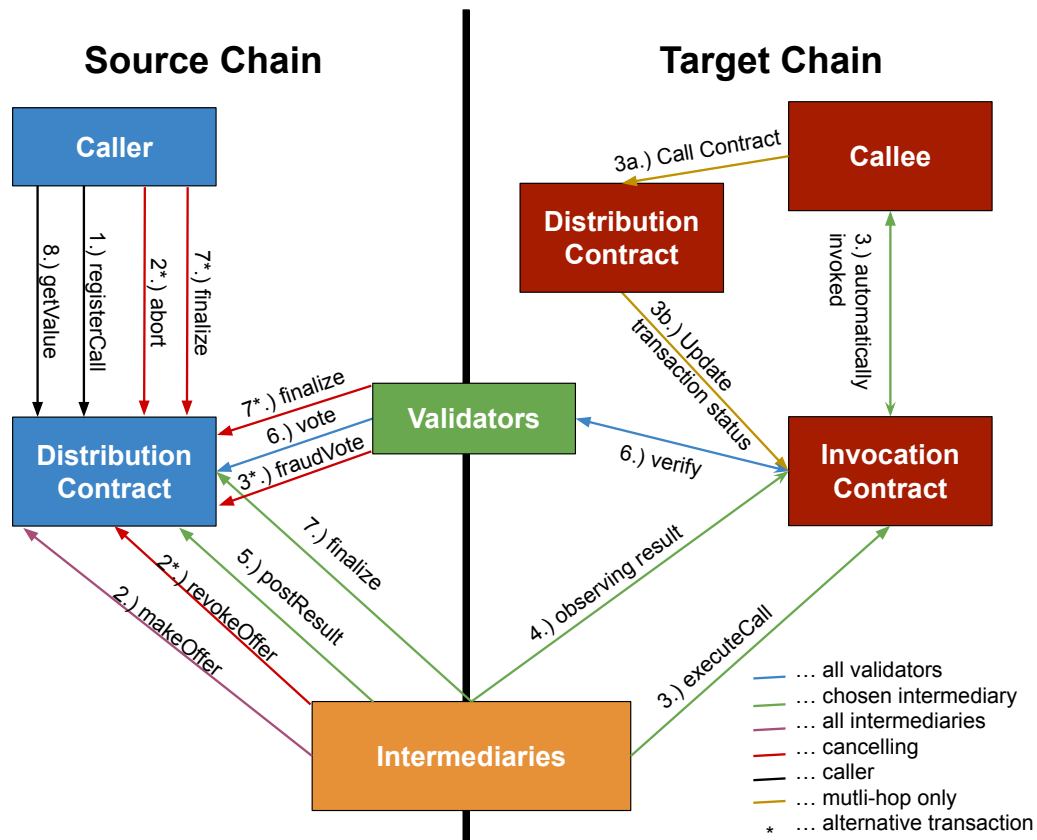 Source Chain
Target Chain
Caller
Callee
3a.) Call Contract
Distribution
Contract
8.) getValue
1.) registerCall
2*.) abort
7*.) finalize
3.) automatically
invoked
3b.) Update
transaction status
7*.) finalize
6.) vote
3*.) fraudVote
Validators
6.) verify
Distribution
Contract
Invocation
Contract
2.) makeOffer
2*.) revokeOffer
5.) postResult
7.) finalize
4.) observing result
3.) executeCall
Intermediaries
... all validators
... chosen intermediary
... all intermediaries
... cancelling
... caller
... mutli-hop only
* ... alternative transaction